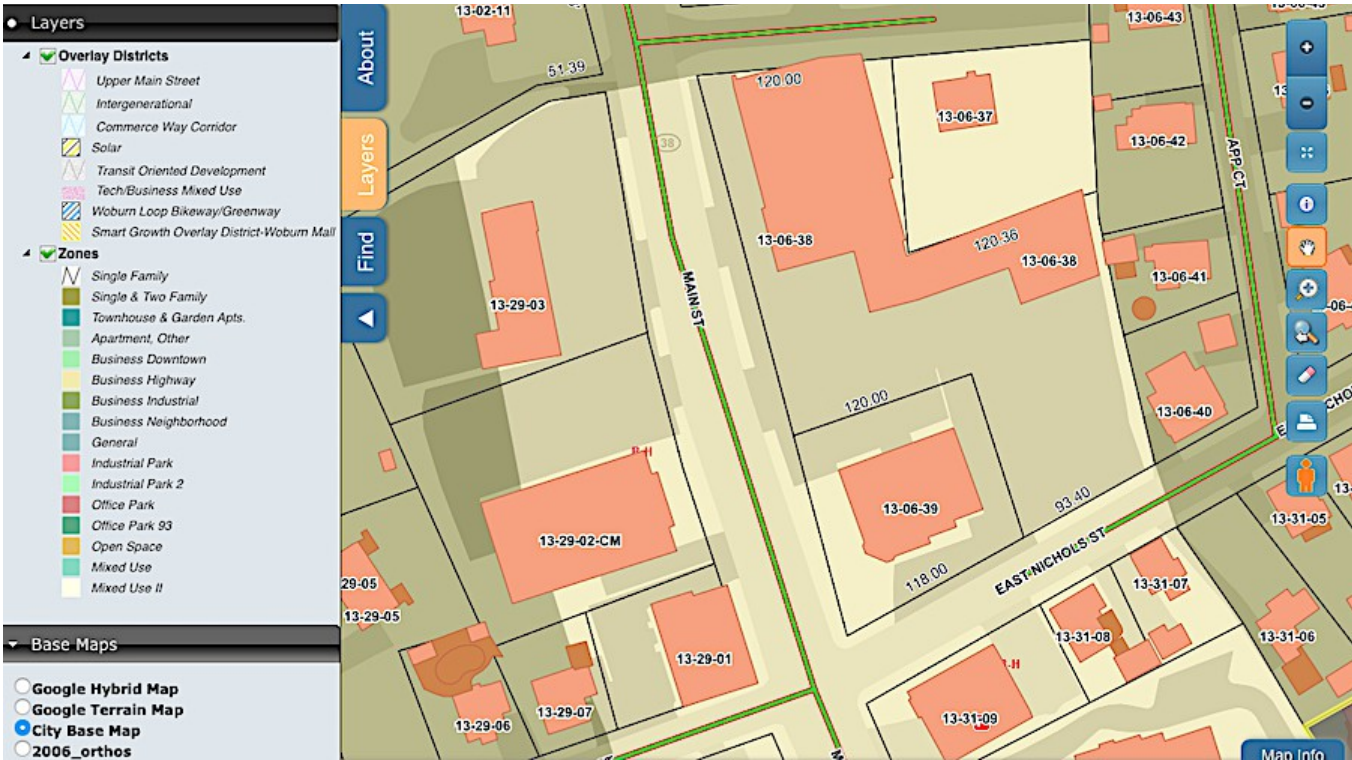 Layers
Overlay Districts
Upper Main Street
Intergenerational
Commerce Way Corridor
Solar
Transit Oriented Development
Tech/Business Mixed Use
Woburn Loop Bikeway/Greenway
Smart Growth Overlay District-Woburn Mall
Zones
Single Family
Single & Two Family
Townhouse & Garden Apts.
Apartment, Other
Business Downtown
Business Highway
Business Industrial
Business Neighborhood
General
Industrial Park
Industrial Park 2
Office Park
Office Park 93
Open Space
Mixed Use
Mixed Use II
Base Maps
Google Hybrid Map
Google Terrain Map
City Base Map
2006_orthos
About
Layers
Find
13-02-11
13-06-43
51.39
120.00
13-06-37
38
13-06-42
APP CT
13-06-38
120.36
13-06-38
13-06-41
13-29-03
MAIN ST
120.00
13-06-40
B-H
13-06-39
93.40
13-29-02-CM
13-31-05
EAST NICHOLS ST
118.00
29-05
13-29-05
13-31-07
13-31-08
13-31-06
13-29-01
B-H
13-29-07
13-29-06
13-31-09
Map Info